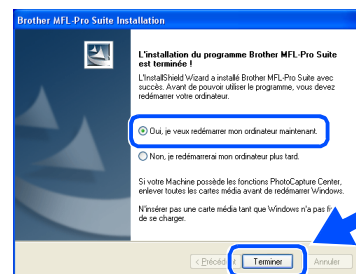 Brother MFL-Pro Suite Installation
L'installation du programme Brother MFL-Pro Suite
est terminée !
L'InstallShield Wizard a installé Brother MFL-Pro Suite avec
succès. Avant de pouvoir utiliser le programme, vous devez
redémarrer votre ordinateur.
Oui, je veux redémarrer mon ordinateur maintenant.
Non, je redémarrerai mon ordinateur plus tard.
Si votre Machine possède les fonctions PhotoCapture Center,
enlever toutes les cartes média avant de redémarrer Windows.
N'insérer pas une carte média tant que Windows n'a pas
de se charger.
< Terminer Annuler